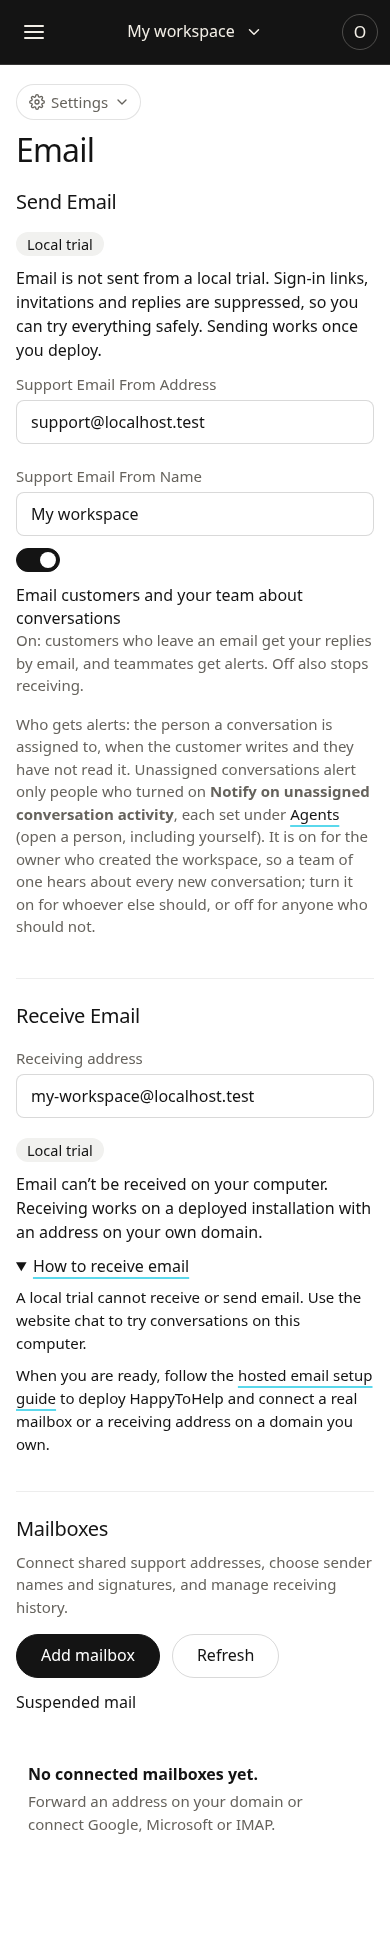 My workspace
O
Settings
Email
Send Email
Local trial
Email is not sent from a local trial. Sign-in links,
invitations and replies are suppressed, so you
can try everything safely. Sending works once
you deploy.
Support Email From Address
support@localhost.test
Support Email From Name
My workspace
Email customers and your team about
conversations
On: customers who leave an email get your replies
by email, and teammates get alerts. Off also stops
receiving.
Who gets alerts: the person a conversation is
assigned to, when the customer writes and they
have not read it. Unassigned conversations alert
only people who turned on Notify on unassigned
conversation activity, each set under Agents
(open a person, including yourself). It is on for the
owner who created the workspace, so a team of
one hears about every new conversation; turn it
on for whoever else should, or off for anyone who
should not.
Receive Email
Receiving address
my-workspace@localhost.test
Local trial
Email can’t be received on your computer.
Receiving works on a deployed installation with
an address on your own domain.
How to receive email
A local trial cannot receive or send email. Use the
website chat to try conversations on this
computer.
When you are ready, follow the hosted email setup
guide to deploy HappyToHelp and connect a real
mailbox or a receiving address on a domain you
own.
Mailboxes
Connect shared support addresses, choose sender
names and signatures, and manage receiving
history.
Add mailbox
Refresh
Suspended mail
No connected mailboxes yet.
Forward an address on your domain or
connect Google, Microsoft or IMAP.